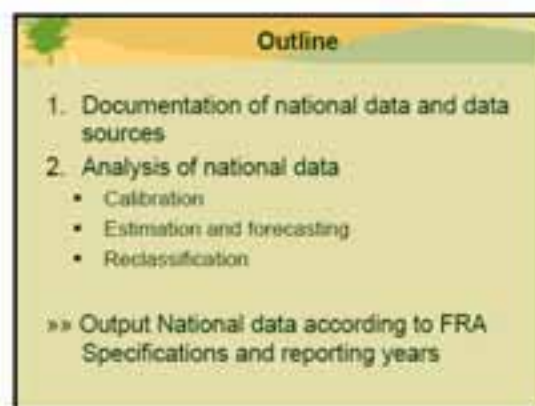 Outline
1. Documentation of national data and data
sources
2. Analysis of national data
▪ Calibration
▪ Estimation and forecasting
▪ Reclassification
»» Output National data according to FRA
Specifications and reporting years